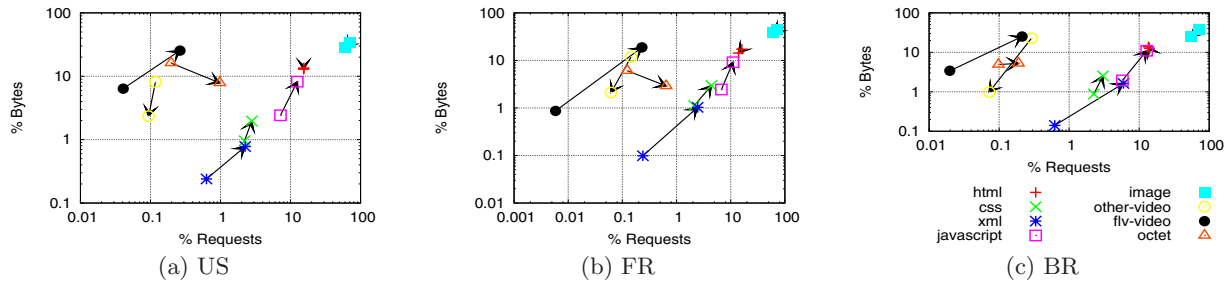 100
10
1
0.1
% Bytes
0.01 0.1 1 10 100
% Requests
(a) US
100
10
1
0.1
0.01
% Bytes
0.001 0.01 0.1 1 10 100
% Requests
(b) FR
100
10
1
0.1
% Bytes
0.01 0.1 1 10 100
html
css
xml
javascript
image
other-video
flv-video
octet
(c) BR